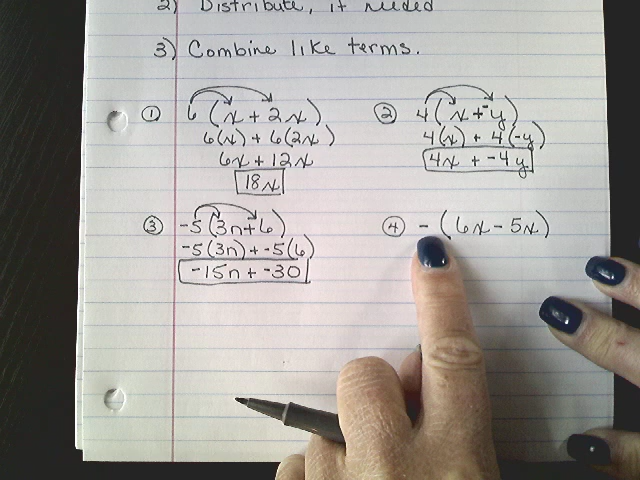 2) Distribute, if needed
3) Combine like terms.
① 6(x + 2x)
6(x) + 6(2x)
6x + 12x
18x
② 4(x + -y)
4(x) + 4(-y)
4x + -4y
③ -5(3n+6)
-5(3n) + -5(6)
-15n + -30
④ -(6x - 5x)